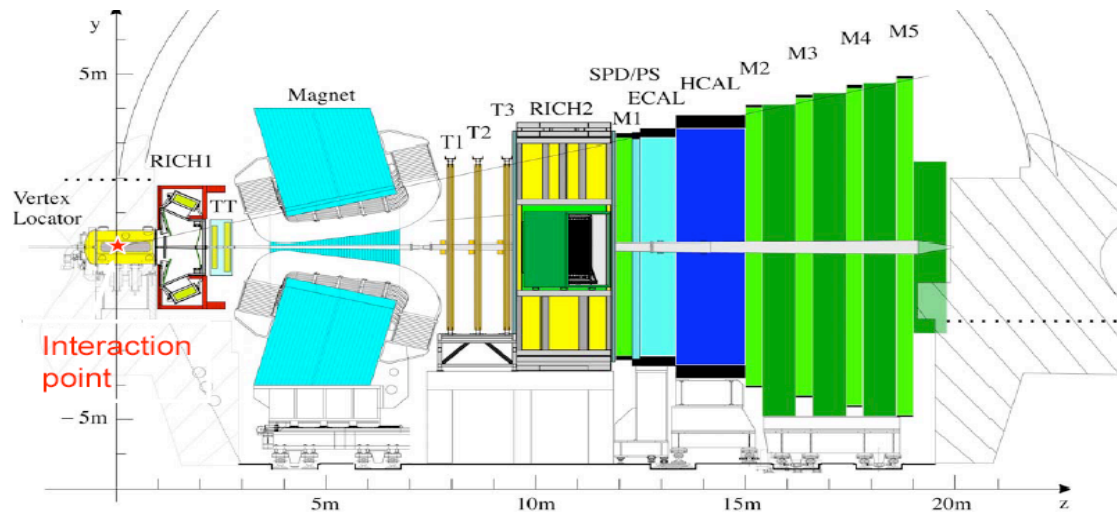 y
5m
Magnet
RICH1
Vertex
Locator
TT
T1
T2
T3
RICH2
SPD/PS
M1
ECAL
HCAL
M2
M3
M4
M5
Interaction
point
−5m
5m
10m
15m
20m
z